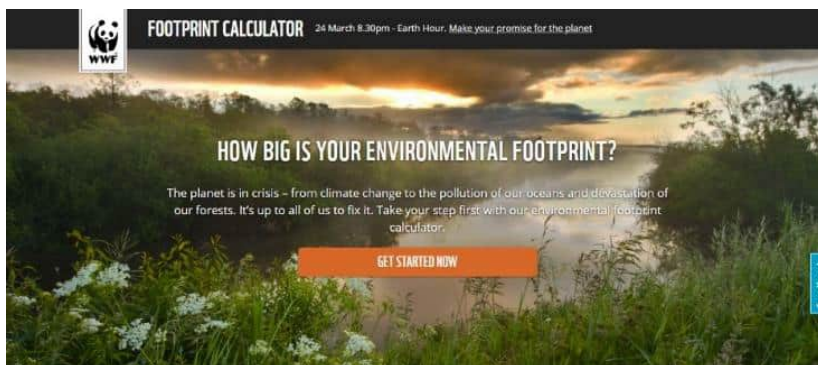 WWF
FOOTPRINT CALCULATOR 24 March 8.30pm - Earth Hour. Make your promise for the planet
HOW BIG IS YOUR ENVIRONMENTAL FOOTPRINT?
The planet is in crisis – from climate change to the pollution of our oceans and devastation of
our forests. It's up to all of us to fix it. Take your step first with our environmental footprint
calculator.
GET STARTED NOW